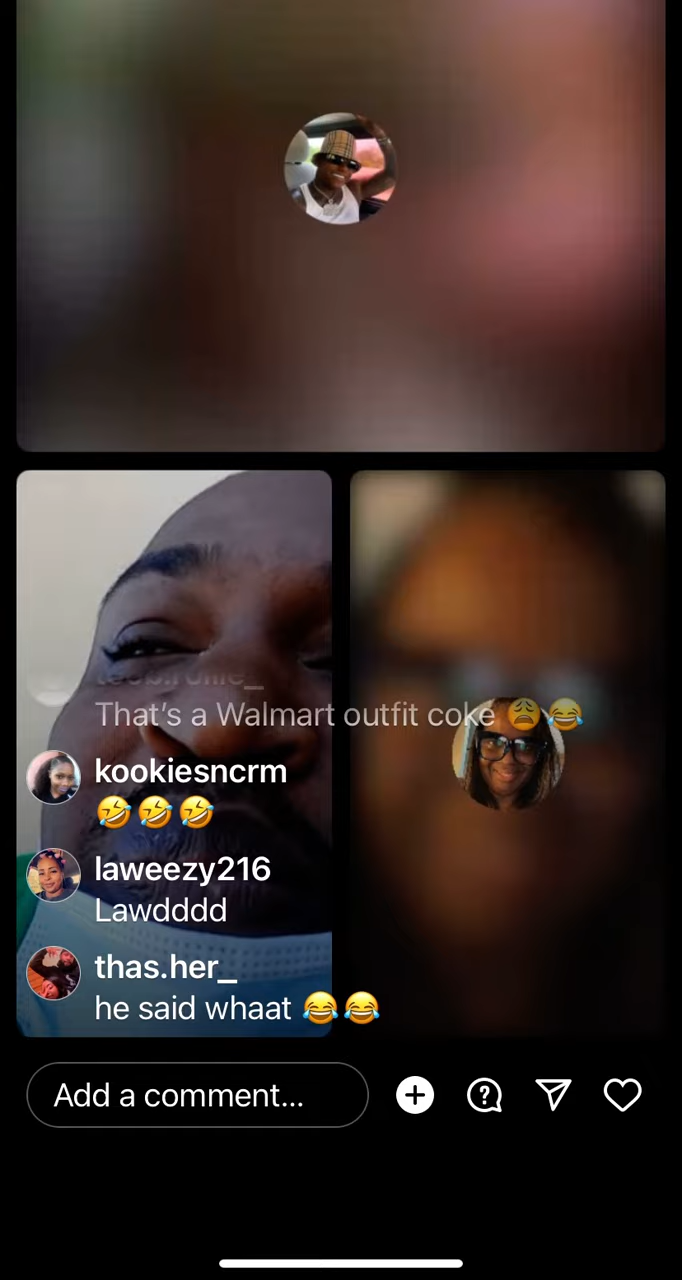 That's a Walmart outfit coke 😩😂
kookiesncrm
🤣🤣🤣
laweezy216
Lawdddd
thas.her_
he said whaat 😂😂
Add a comment...